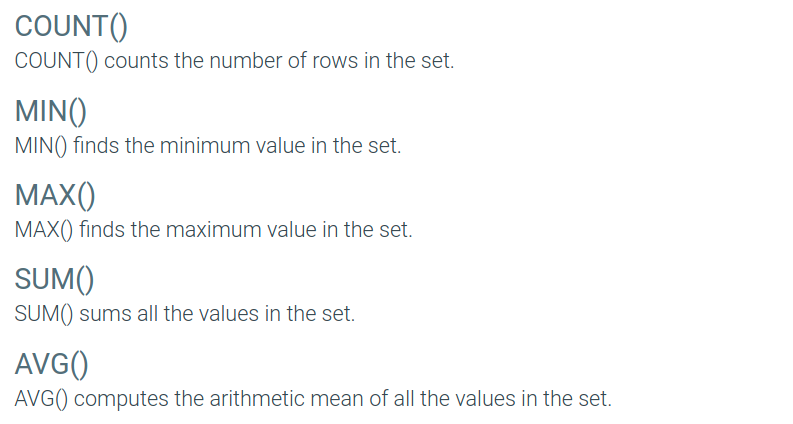 COUNT()
COUNT() counts the number of rows in the set.
MIN()
MIN() finds the minimum value in the set.
MAX()
MAX() finds the maximum value in the set.
SUM()
SUM() sums all the values in the set.
AVG()
AVG() computes the arithmetic mean of all the values in the set.